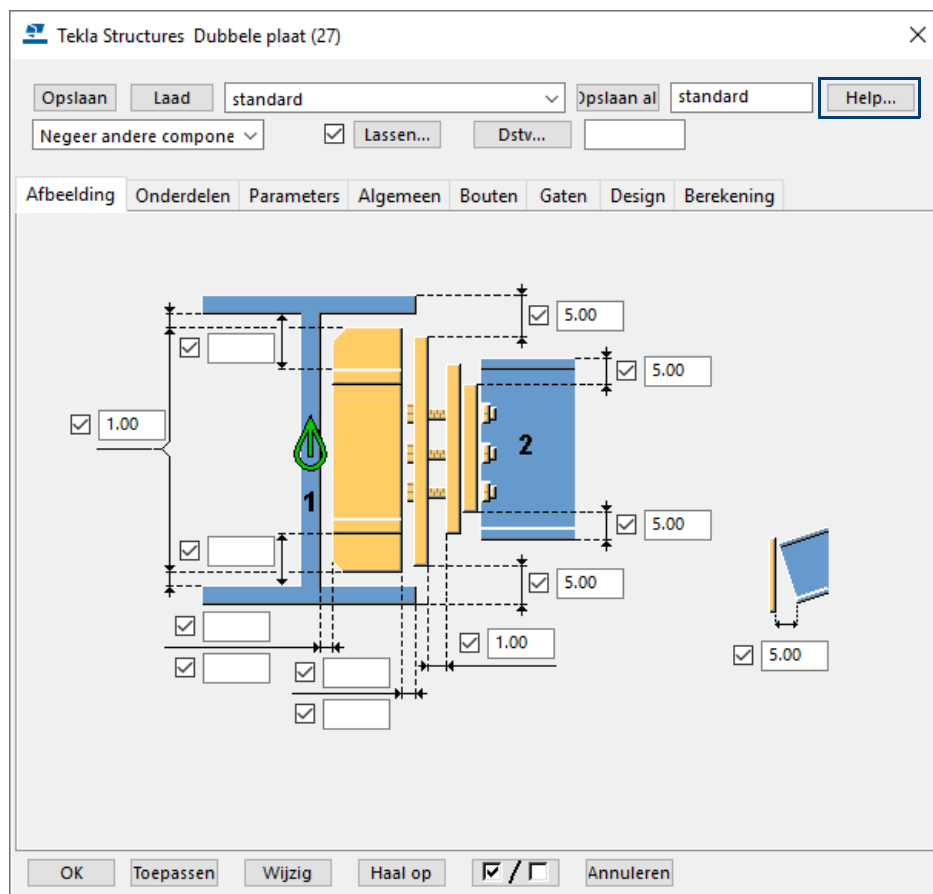 Tekla Structures Dubbele plaat (27)
Opslaan Laad standard Opslaan al standard Help...
Negeer andere compone Lassen... Dstv...
Afbeelding Onderdelen Parameters Algemeen Bouten Gaten Design Berekening
5.00
5.00
1.00
2
1
5.00
5.00
1.00
5.00
OK Toepassen Wijzig Haal op / Annuleren